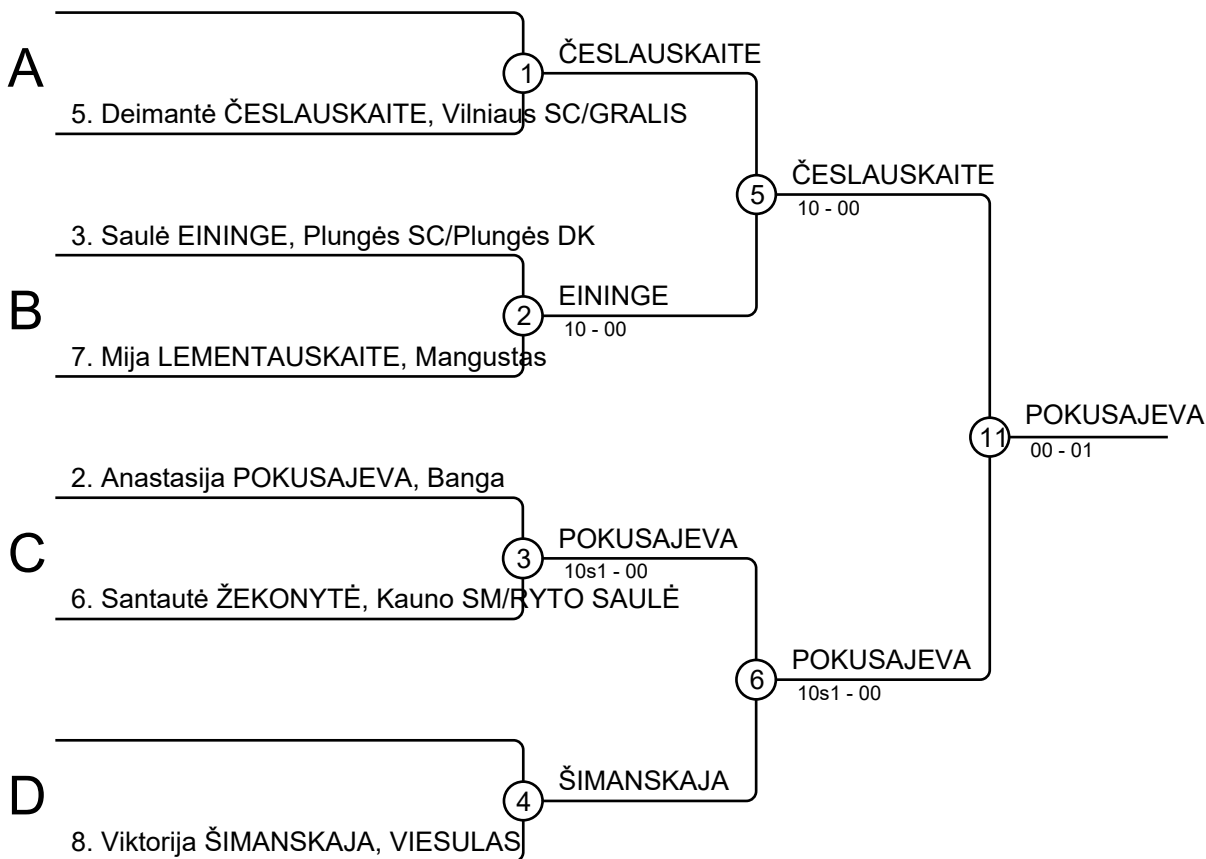 A
1
ČESLAUSKAITE
5. Deimantė ČESLAUSKAITE, Vilniaus SC/GRALIS
5
ČESLAUSKAITE
10 - 00
3. Saulė EININGE, Plungės SC/Plungės DK
B
2
EININGE
10 - 00
7. Mija LEMENTAUSKAITE, Mangustas
11
POKUSAJEVA
00 - 01
2. Anastasija POKUSAJEVA, Banga
C
3
POKUSAJEVA
10s1 - 00
6. Santautė ŽEKONYTĖ, Kauno SM/RYTO SAULĖ
6
POKUSAJEVA
10s1 - 00
D
4
ŠIMANSKAJA
8. Viktorija ŠIMANSKAJA, VIESULAS